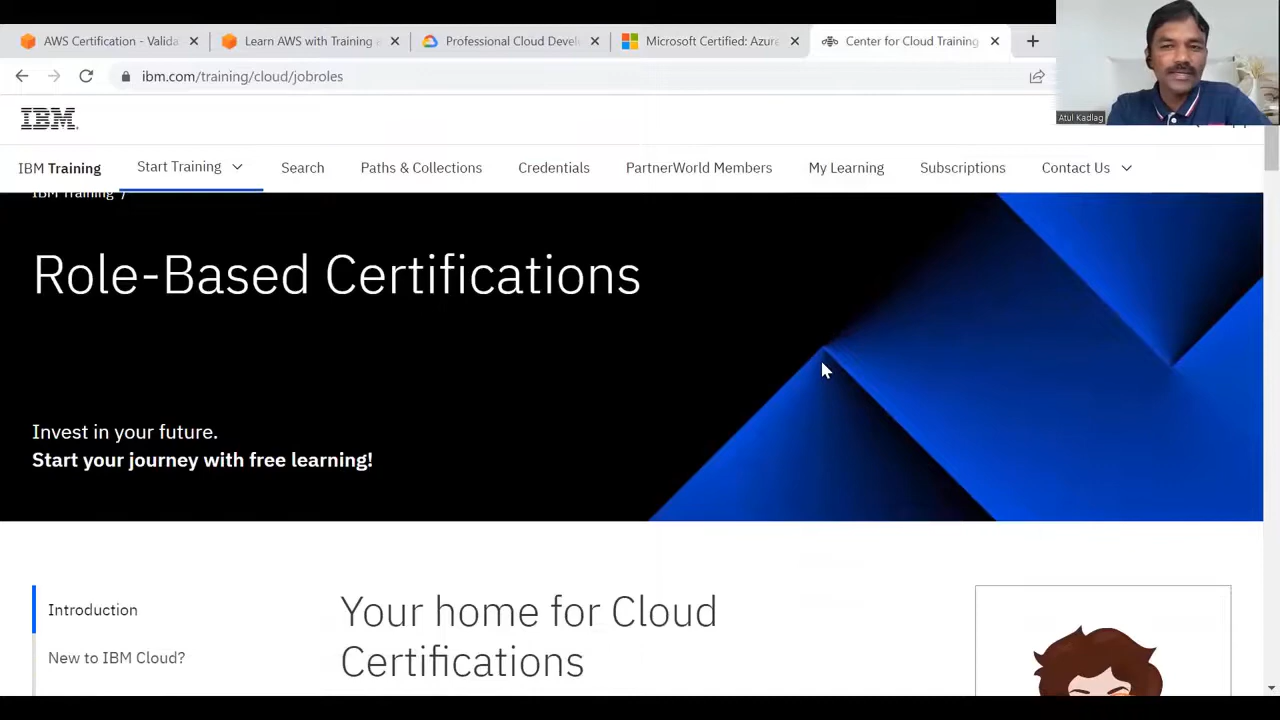 AWS Certification - Valida
Learn AWS with Training
Professional Cloud Devel
Microsoft Certified: Azure
Center for Cloud Training
ibm.com/training/cloud/jobroles
Atul Kadlag
IBM
IBM Training
Start Training
Search
Paths & Collections
Credentials
PartnerWorld Members
My Learning
Subscriptions
Contact Us
IBM Training /
Role-Based Certifications
Invest in your future.
Start your journey with free learning!
Introduction
New to IBM Cloud?
Your home for Cloud
Certifications